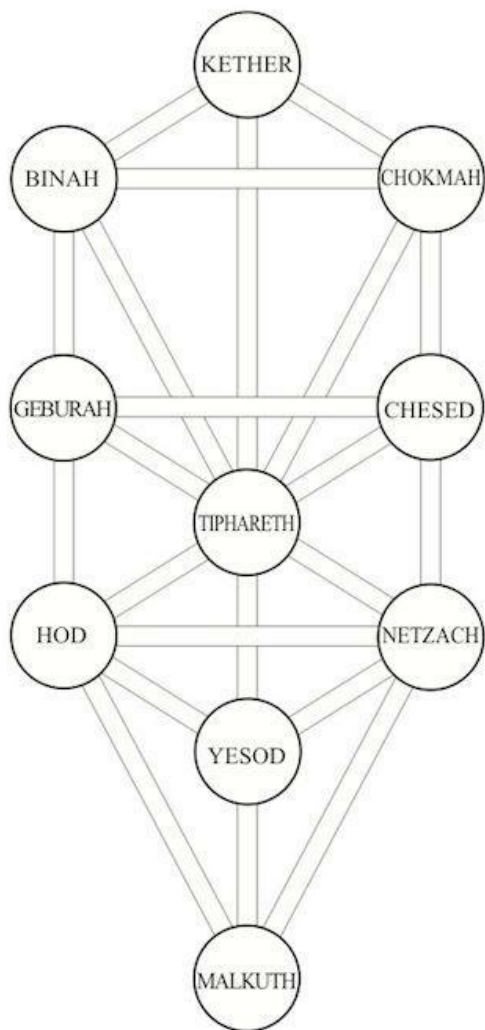 KETHER
BINAH
CHOKMAH
GEBURAH
CHESED
TIPHARETH
HOD
NETZACH
YESOD
MALKUTH